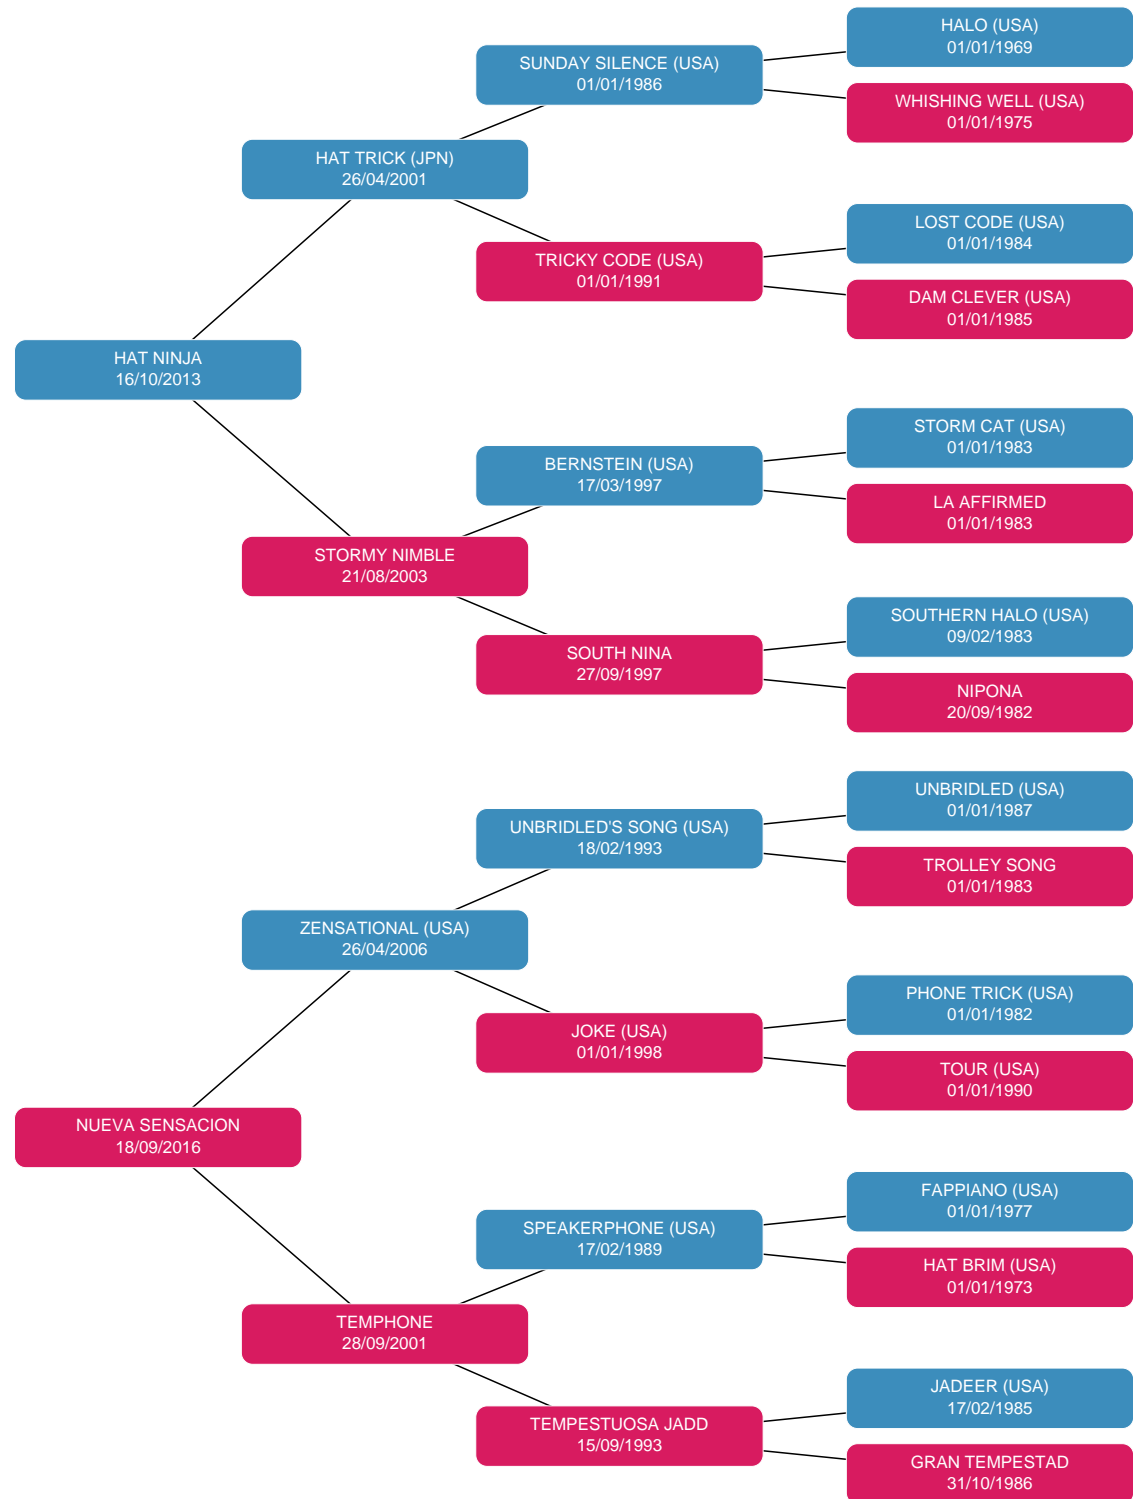 HALO (USA)
01/01/1969
SUNDAY SILENCE (USA)
01/01/1986
WHISHING WELL (USA)
01/01/1975
HAT TRICK (JPN)
26/04/2001
LOST CODE (USA)
01/01/1984
TRICKY CODE (USA)
01/01/1991
DAM CLEVER (USA)
01/01/1985
HAT NINJA
16/10/2013
STORM CAT (USA)
01/01/1983
BERNSTEIN (USA)
17/03/1997
LA AFFIRMED
01/01/1983
STORMY NIMBLE
21/08/2003
SOUTHERN HALO (USA)
09/02/1983
SOUTH NINA
27/09/1997
NIPONA
20/09/1982
UNBRIDLED (USA)
01/01/1987
UNBRIDLED'S SONG (USA)
18/02/1993
TROLLEY SONG
01/01/1983
ZENSATIONAL (USA)
26/04/2006
PHONE TRICK (USA)
01/01/1982
JOKE (USA)
01/01/1998
TOUR (USA)
01/01/1990
NUEVA SENSACION
18/09/2016
FAPPIANO (USA)
01/01/1977
SPEAKERPHONE (USA)
17/02/1989
HAT BRIM (USA)
01/01/1973
TEMPHONE
28/09/2001
JADEER (USA)
17/02/1985
TEMPESTUOSA JADD
15/09/1993
GRAN TEMPESTAD
31/10/1986